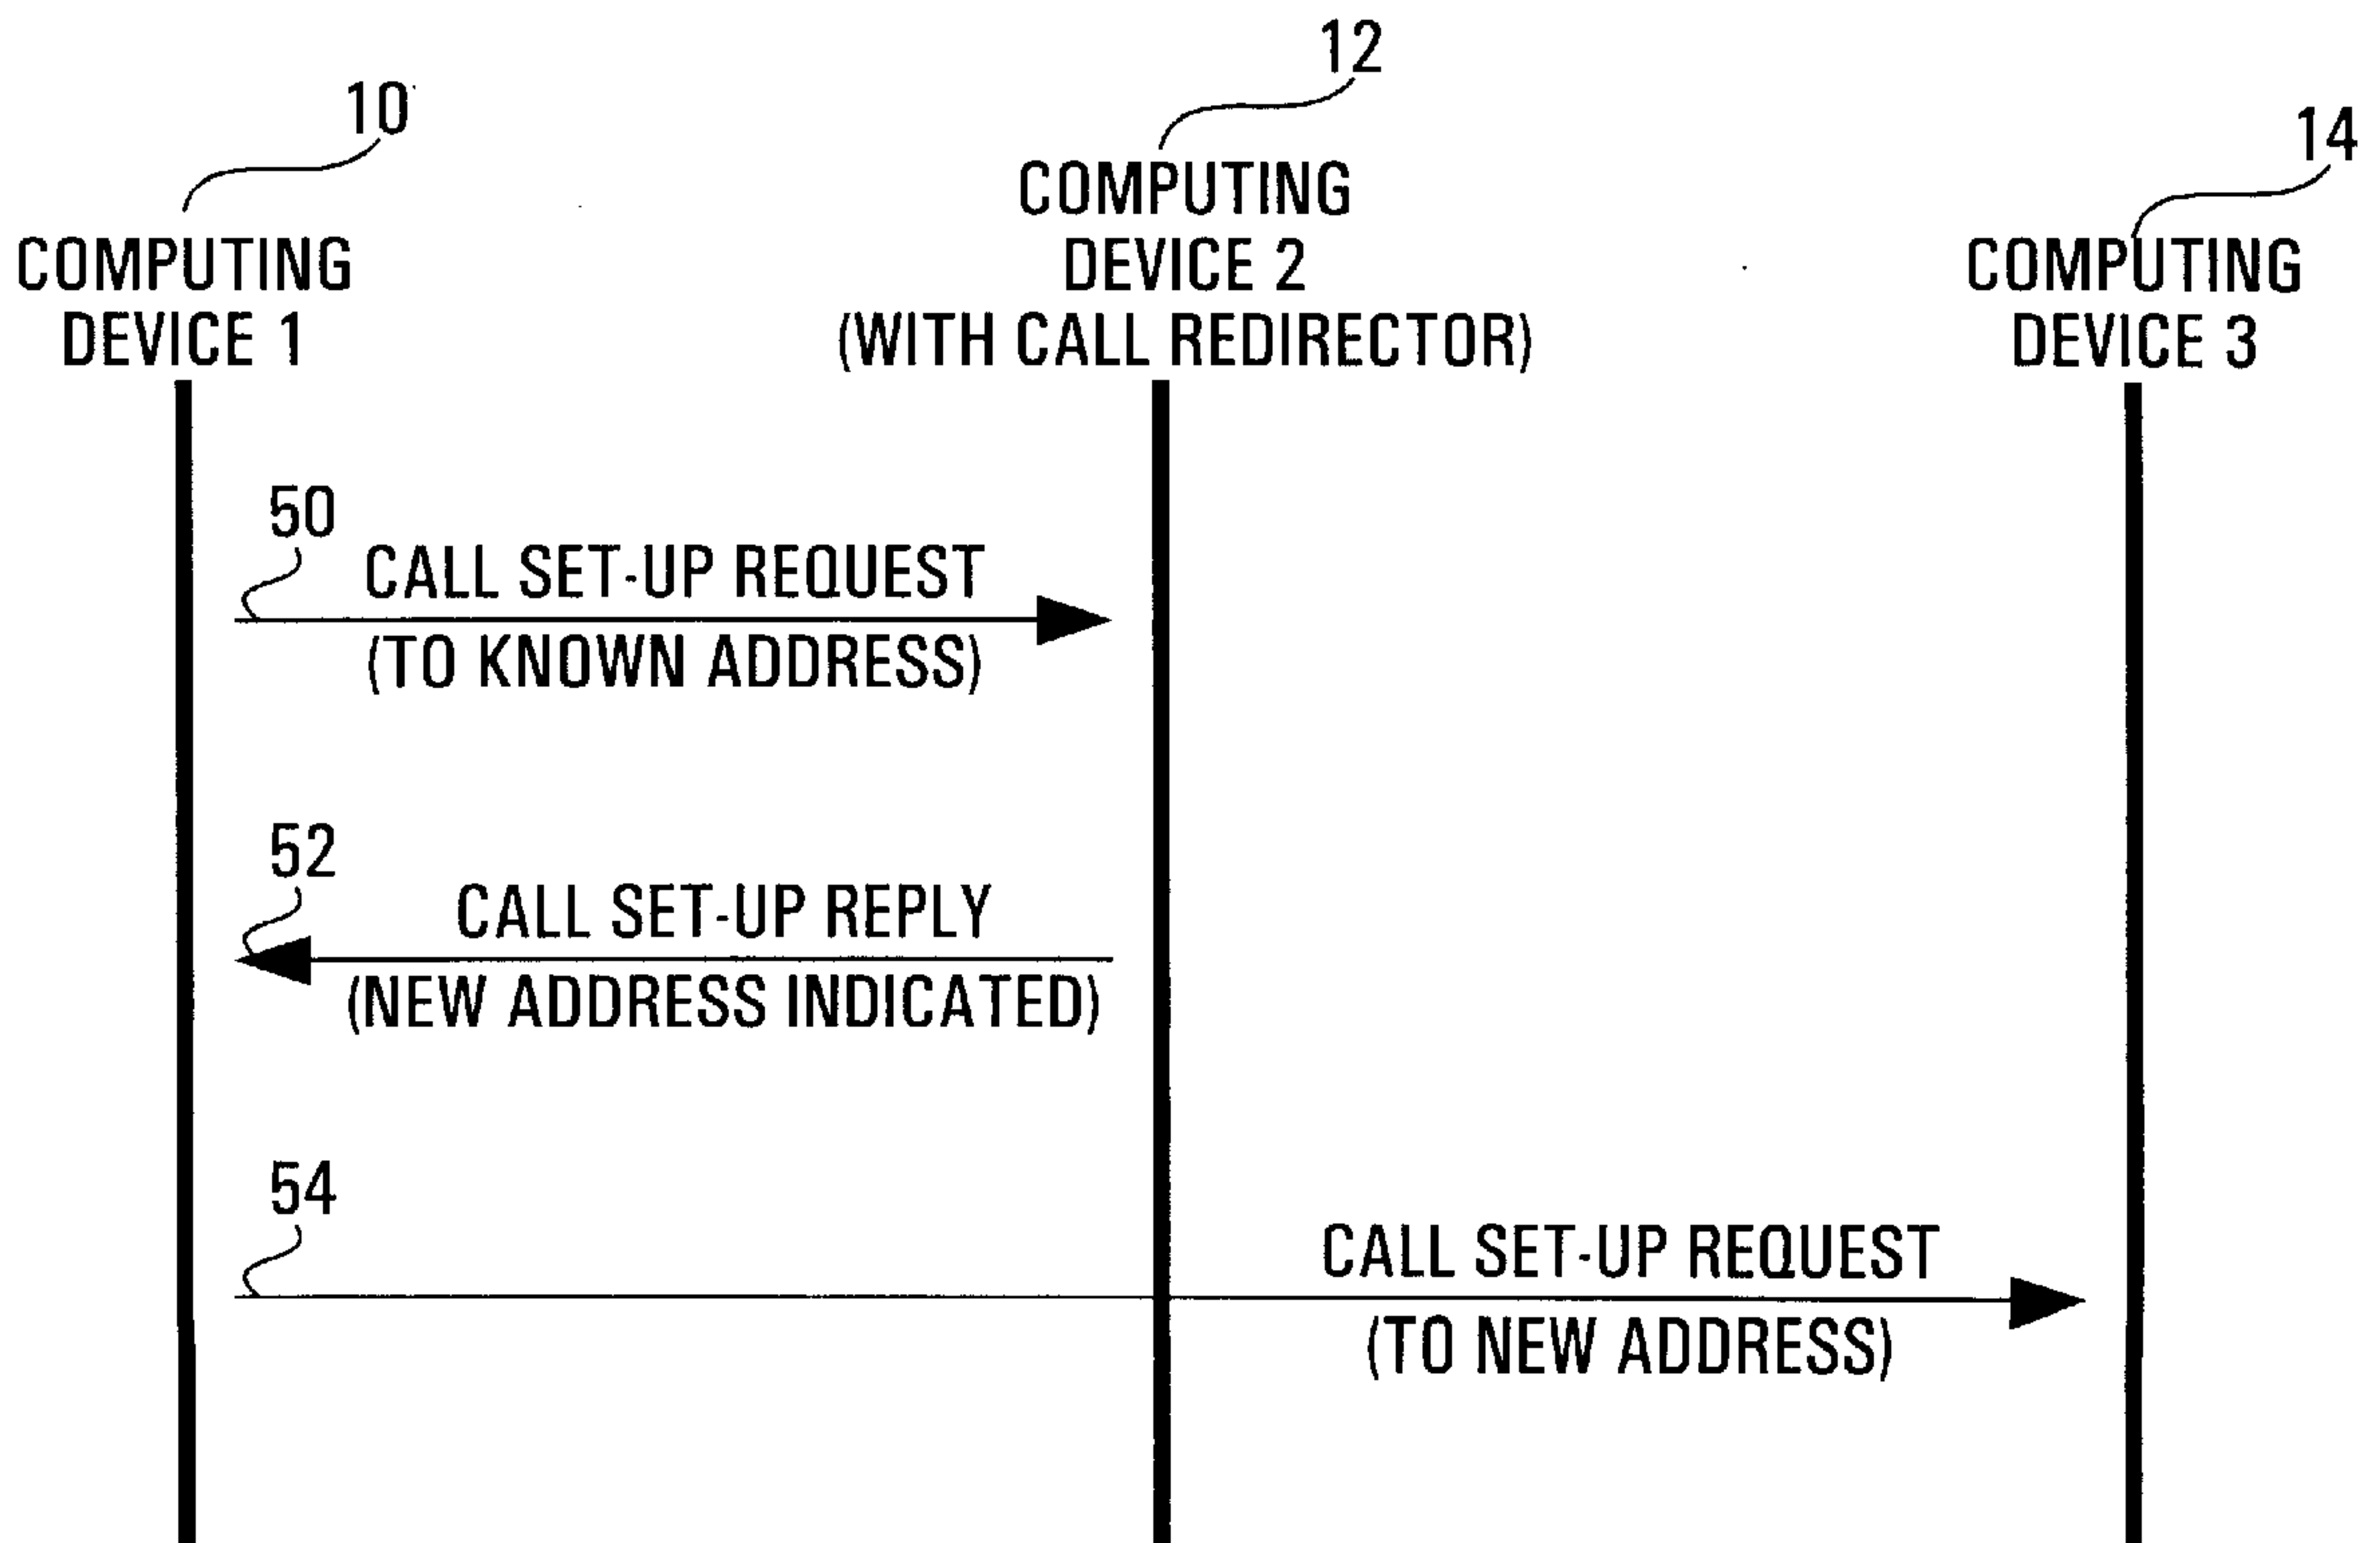 10
COMPUTING
DEVICE 1
12
COMPUTING
DEVICE 2
(WITH CALL REDIRECTOR)
14
COMPUTING
DEVICE 3
50
CALL SET-UP REQUEST
(TO KNOWN ADDRESS)
52
CALL SET-UP REPLY
(NEW ADDRESS INDICATED)
54
CALL SET-UP REQUEST
(TO NEW ADDRESS)